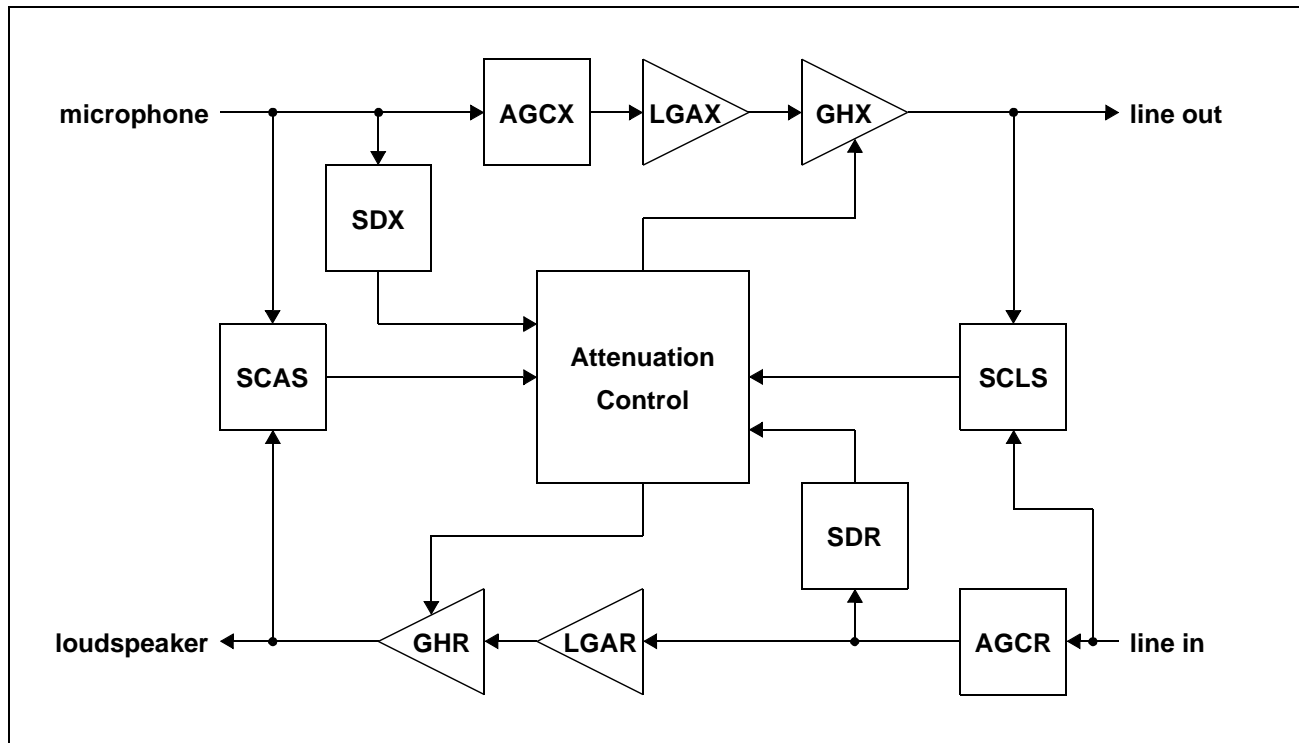 microphone
AGCX
LGAX
GHX
line out
SDX
SCAS
Attenuation
Control
SCLS
SDR
loudspeaker
GHR
LGAR
AGCR
line in